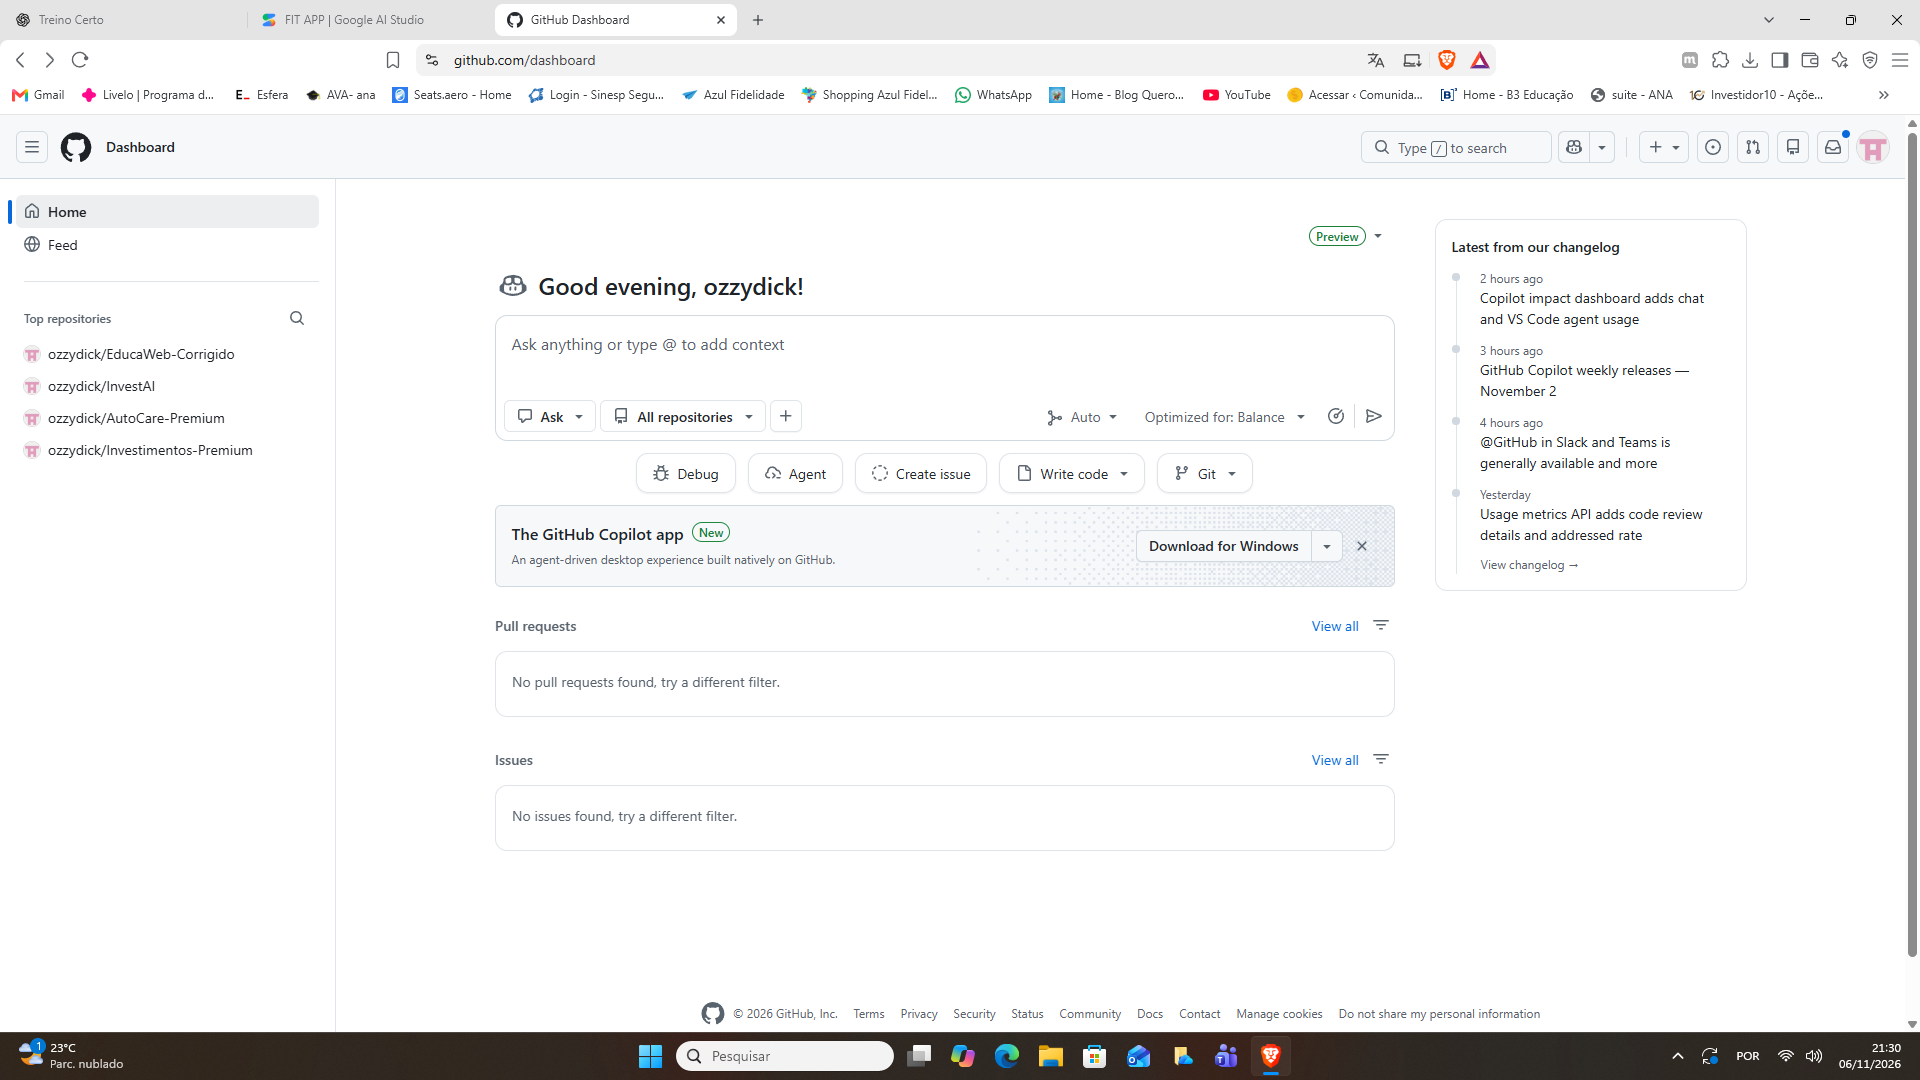 Treino Certo
FIT APP | Google AI Studio
GitHub Dashboard
github.com/dashboard
Gmail
Livelo | Programa d...
Esfera
AVA- ana
Seats.aero - Home
Login - Sinesp Segu...
Azul Fidelidade
Shopping Azul Fidel...
WhatsApp
Home - Blog Quero...
YouTube
Acessar ‹ Comunida...
Home - B3 Educação
suite - ANA
Investidor10 - Açõe...
Dashboard
Type / to search
Home
Feed
Top repositories
ozzydick/EducaWeb-Corrigido
ozzydick/InvestAI
ozzydick/AutoCare-Premium
ozzydick/Investimentos-Premium
Preview
Good evening, ozzydick!
Ask anything or type @ to add context
Ask
All repositories
Auto
Optimized for: Balance
Debug
Agent
Create issue
Write code
Git
The GitHub Copilot app New
An agent-driven desktop experience built natively on GitHub.
Download for Windows
Pull requests
View all
No pull requests found, try a different filter.
Issues
View all
No issues found, try a different filter.
Latest from our changelog
2 hours ago
Copilot impact dashboard adds chat
and VS Code agent usage
3 hours ago
GitHub Copilot weekly releases —
November 2
4 hours ago
@GitHub in Slack and Teams is
generally available and more
Yesterday
Usage metrics API adds code review
details and addressed rate
View changelog →
© 2026 GitHub, Inc.
Terms
Privacy
Security
Status
Community
Docs
Contact
Manage cookies
Do not share my personal information
1
23°C
Parc. nublado
Pesquisar
POR
21:30
06/11/2026